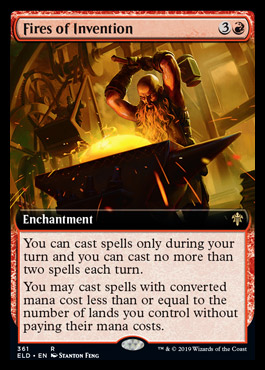 Fires of Invention 3
Enchantment
You can cast spells only during your
turn and you can cast no more than
two spells each turn.
You may cast spells with converted
mana cost less than or equal to the
number of lands you control without
paying their mana costs.
361 R
ELD • EN STANTON FENG ™ & © 2019 Wizards of the Coast